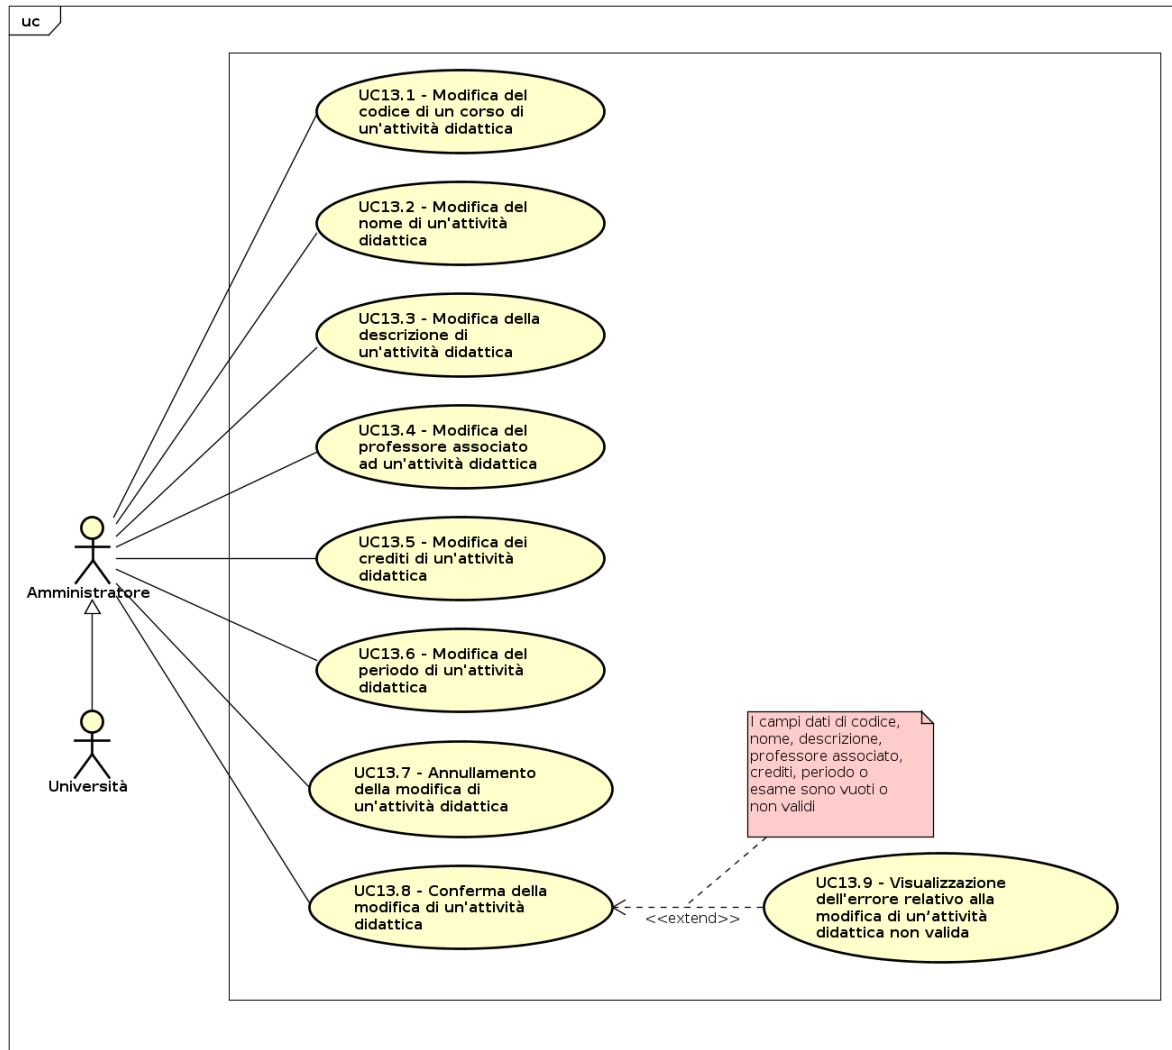 uc
UC13.1 - Modifica del
codice di un corso di
un'attività didattica
UC13.2 - Modifica del
nome di un'attività
didattica
UC13.3 - Modifica della
descrizione di
un'attività didattica
UC13.4 - Modifica del
professore associato
ad un'attività didattica
UC13.5 - Modifica dei
crediti di un'attività
didattica
Amministratore
UC13.6 - Modifica del
periodo di un'attività
didattica
Università
UC13.7 - Annullamento
della modifica di
un'attività didattica
I campi dati di codice,
nome, descrizione,
professore associato,
crediti, periodo o
esame sono vuoti o
non validi
UC13.8 - Conferma della
modifica di un'attività
didattica
<<extend>>
UC13.9 - Visualizzazione
dell'errore relativo alla
modifica di un’attività
didattica non valida